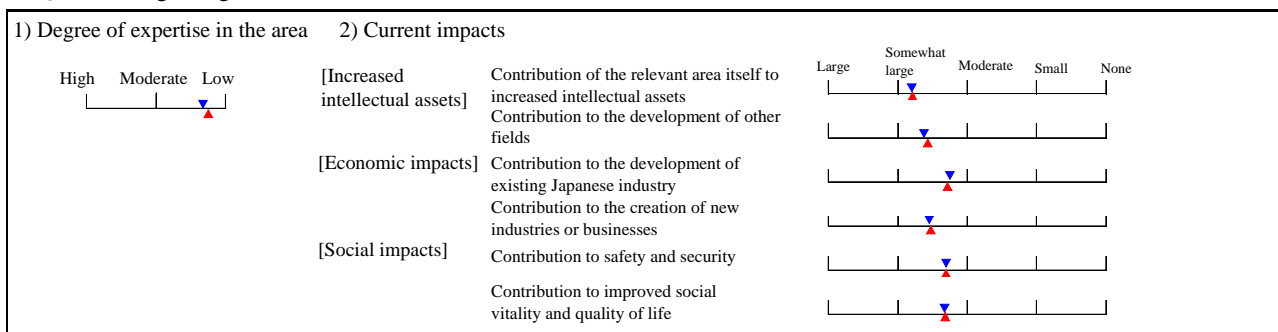 1) Degree of expertise in the area 2) Current impacts
High Moderate Low
[Increased
intellectual assets]
Contribution of the relevant area itself to
increased intellectual assets
Large Somewhat
large Moderate Small None
Contribution to the development of other
fields
[Economic impacts] Contribution to the development of
existing Japanese industry
Contribution to the creation of new
industries or businesses
[Social impacts] Contribution to safety and security
Contribution to improved social
vitality and quality of life